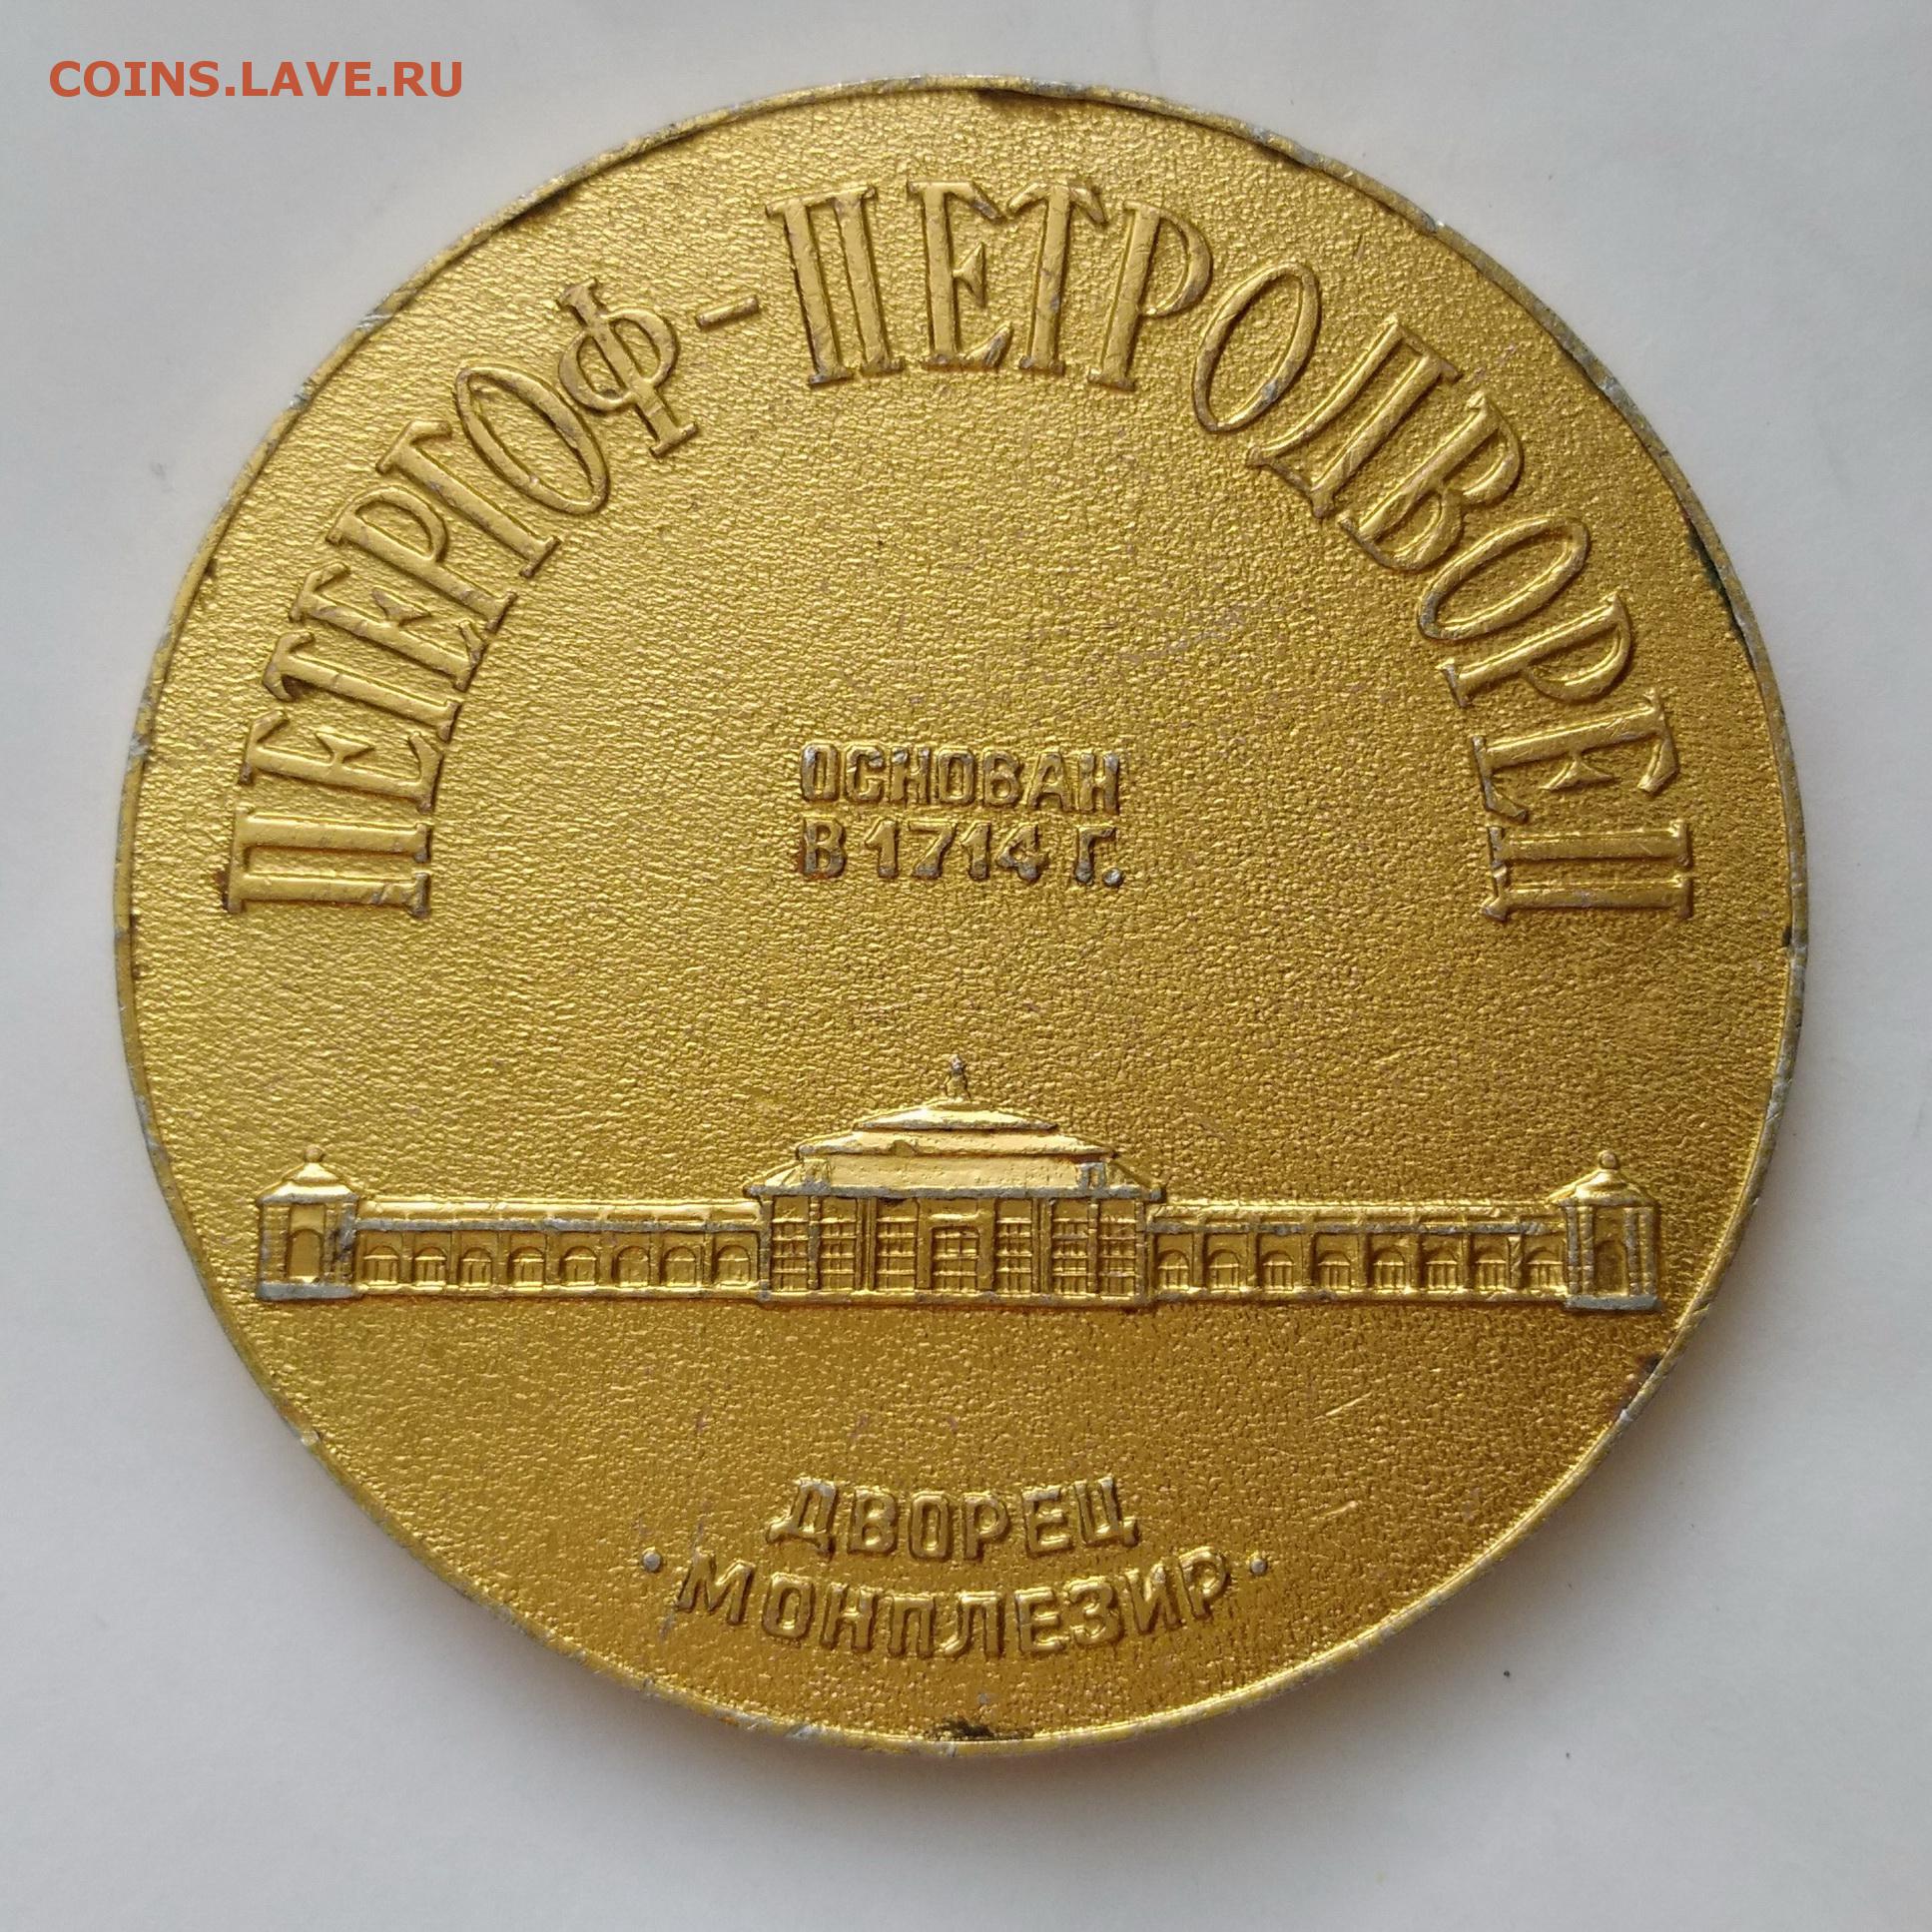 COINS.LAVE.RU
ПЕТЕРГОФ-ПЕТРОДВОРЕЦ
ОСНОВАН
В 1714 Г.
ДВОРЕЦ
·МОНПЛЕЗИР·